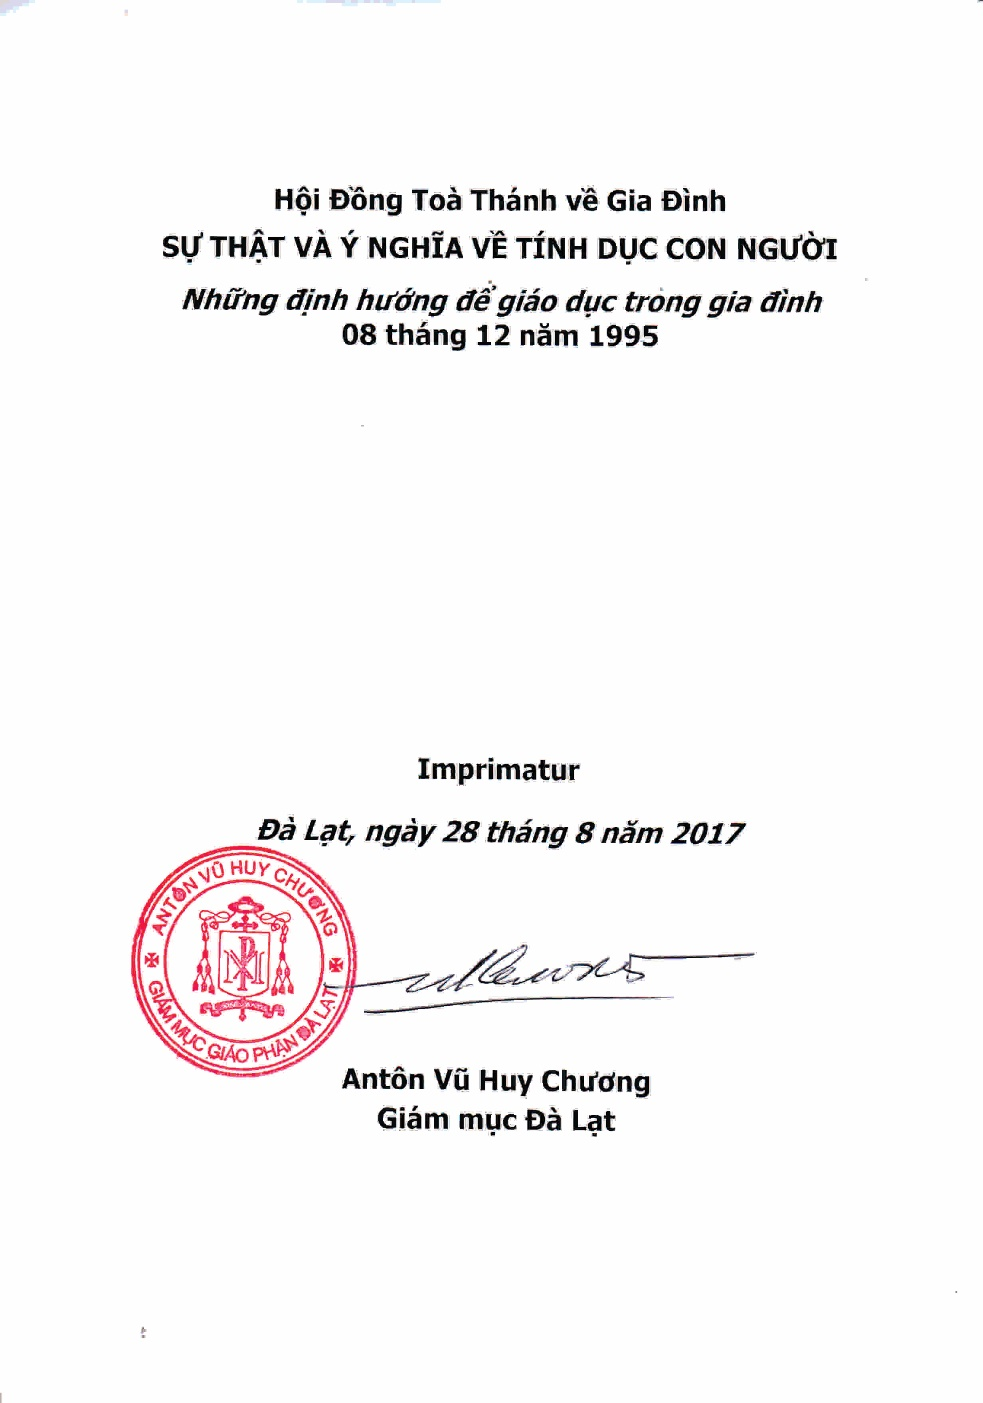 Hội Đồng Toà Thánh về Gia Đình
SỰ THẬT VÀ Ý NGHĨA VỀ TÍNH DỤC CON NGƯỜI
Những định hướng để giáo dục trong gia đình
08 tháng 12 năm 1995
Imprimatur
Đà Lạt, ngày 28 tháng 8 năm 2017
ANTÔN VŨ HUY CHƯƠNG
GIÁM MỤC GIÁO PHẬN ĐÀ LẠT
Antôn Vũ Huy Chương
Giám mục Đà Lạt